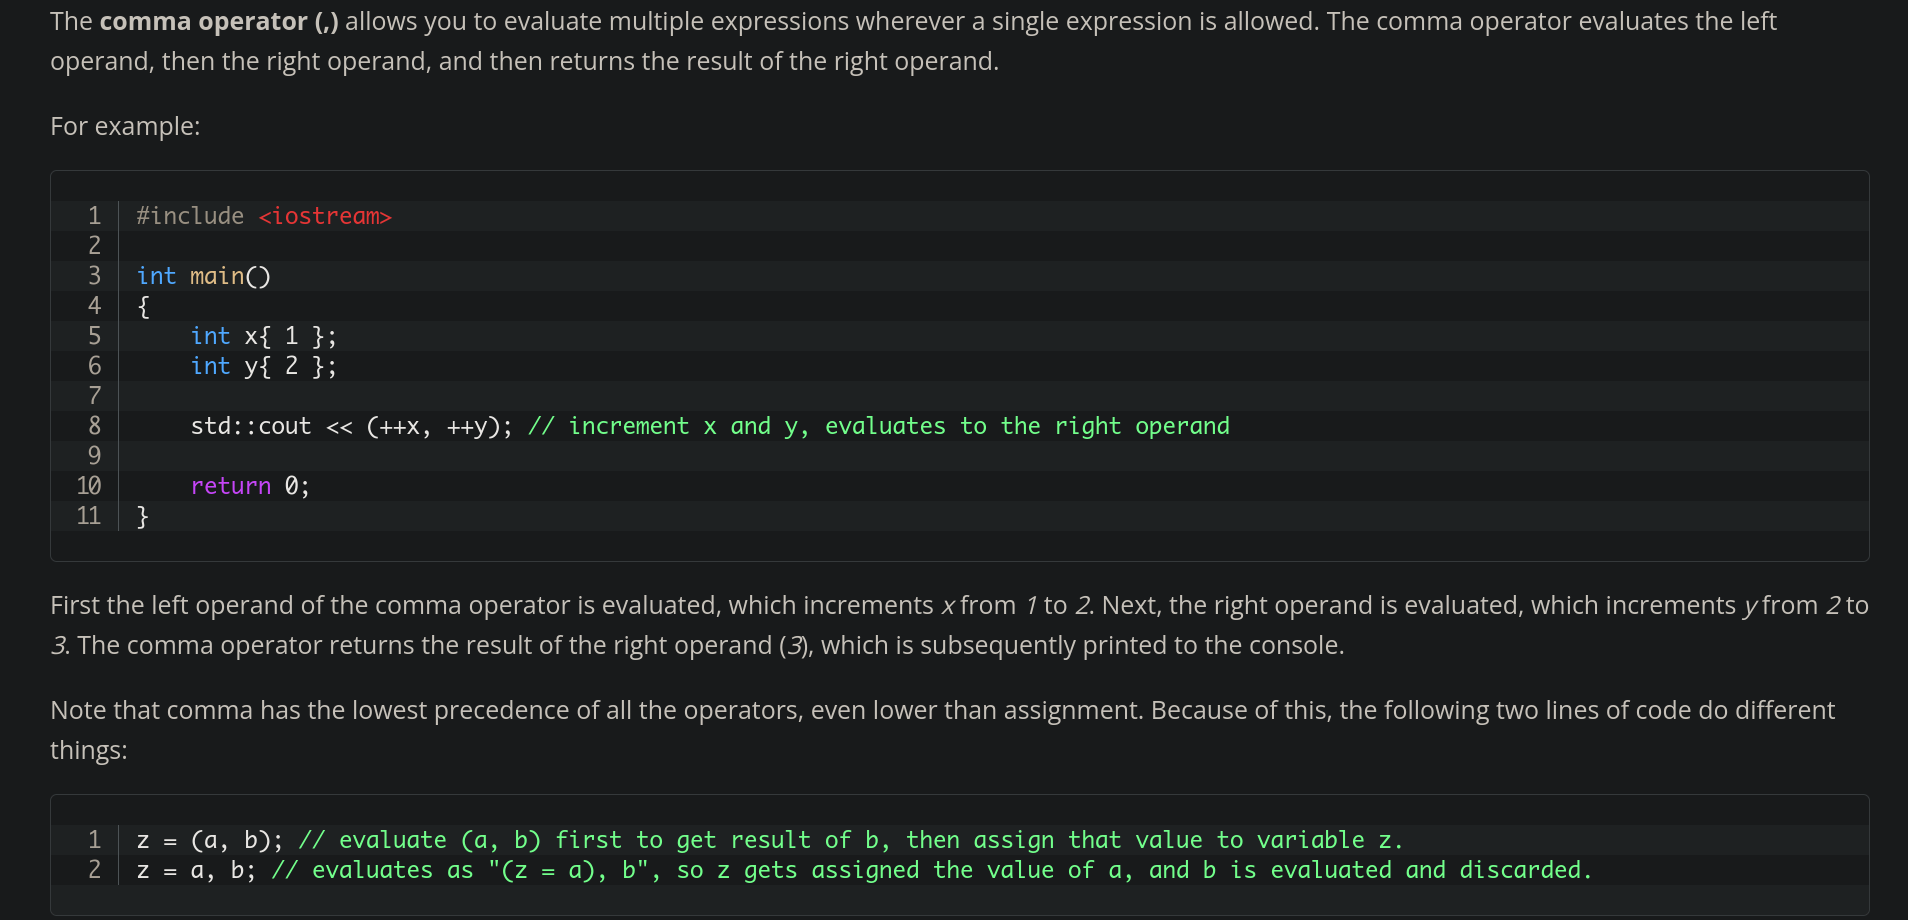 The comma operator (,) allows you to evaluate multiple expressions wherever a single expression is allowed. The comma operator evaluates the left
operand, then the right operand, and then returns the result of the right operand.
For example:
1 #include <iostream>
2
3 int main()
4 {
5     int x{ 1 };
6     int y{ 2 };
7
8     std::cout << (++x, ++y); // increment x and y, evaluates to the right operand
9
10     return 0;
11 }
First the left operand of the comma operator is evaluated, which increments x from 1 to 2. Next, the right operand is evaluated, which increments y from 2 to
3. The comma operator returns the result of the right operand (3), which is subsequently printed to the console.
Note that comma has the lowest precedence of all the operators, even lower than assignment. Because of this, the following two lines of code do different
things:
1 z = (a, b); // evaluate (a, b) first to get result of b, then assign that value to variable z.
2 z = a, b; // evaluates as "(z = a), b", so z gets assigned the value of a, and b is evaluated and discarded.